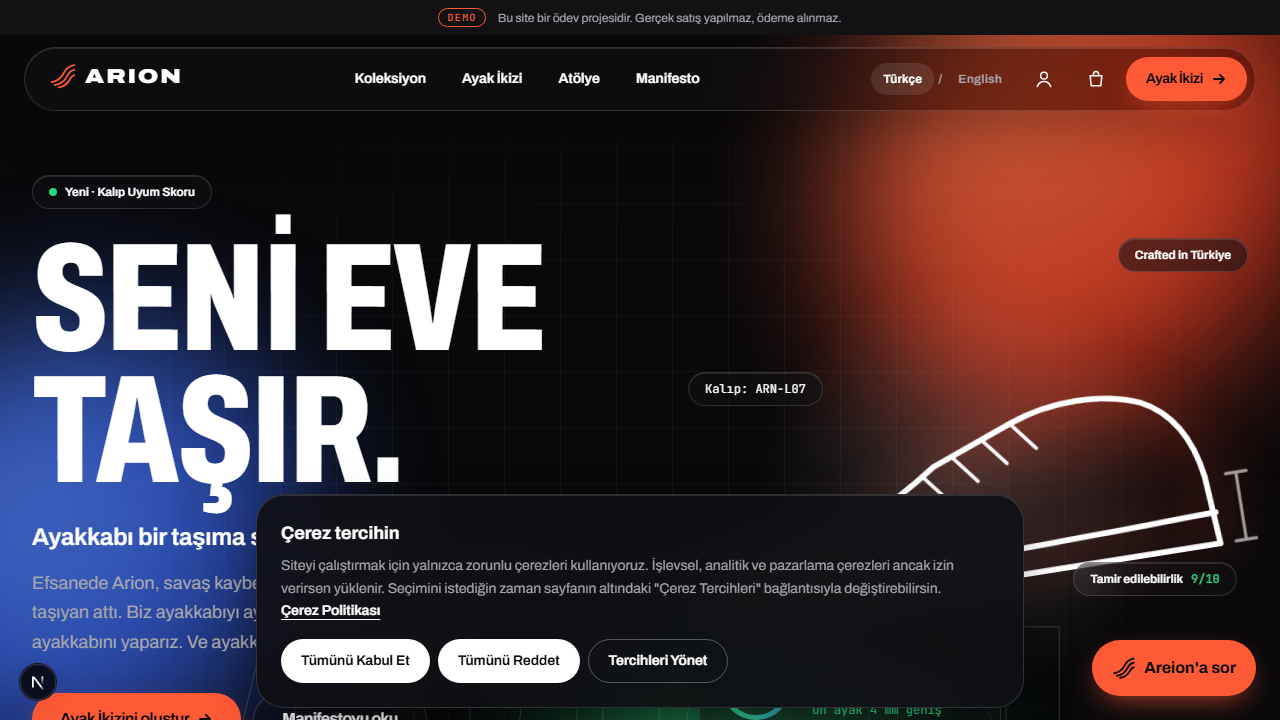 DEMO Bu site bir ödev projesidir. Gerçek satış yapılmaz, ödeme alınmaz.
ARION Koleksiyon Ayak İkizi Atölye Manifesto Türkçe / English Ayak İkizi →
Yeni · Kalıp Uyum Skoru
SENİ EVE
TAŞIR.
Crafted in Türkiye
Kalıp: ARN-L07
Ayakkabı bir taşıma
Efsanede Arion, savaş
taşıyan attı. Biz ayakkabıyı
ayakkabını yaparız. Ve
Çerez tercihin
Siteyi çalıştırmak için yalnızca zorunlu çerezleri kullanıyoruz. İşlevsel, analitik ve pazarlama çerezleri ancak izin
verirsen yüklenir. Seçimini istediğin zaman sayfanın altındaki "Çerez Tercihleri" bağlantısıyla değiştirebilirsin.
Çerez Politikası
Tümünü Kabul Et Tümünü Reddet Tercihleri Yönet
Tamir edilebilirlik 9/10
Areion'a sor
N
Ayak İkizini oluştur →
Manifestoyu oku
Ön ayak 4 mm geniş